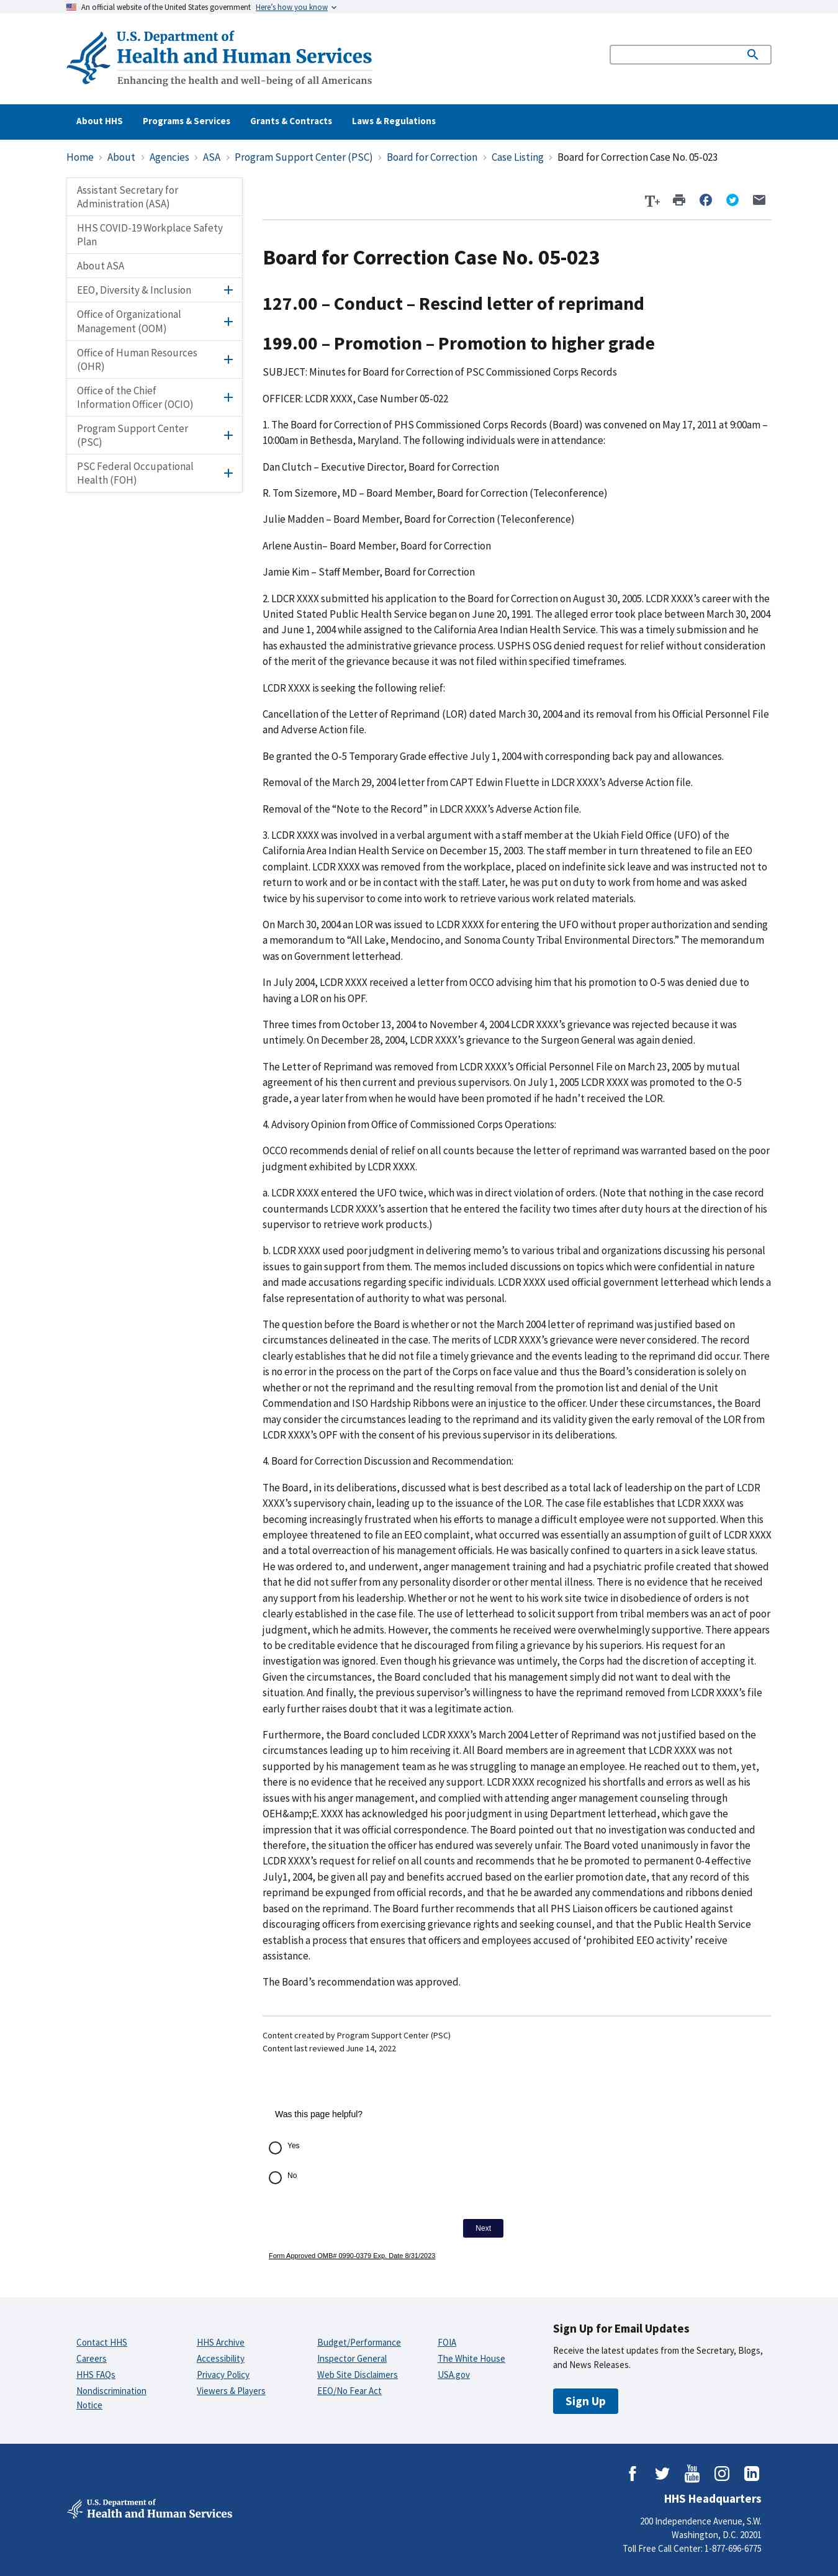 An official website of the United States government Here's how you know
U.S. Department of
Health and Human Services
Enhancing the health and well-being of all Americans
About HHS Programs & Services Grants & Contracts Laws & Regulations
Home > About > Agencies > ASA > Program Support Center (PSC) > Board for Correction > Case Listing > Board for Correction Case No. 05-023
Assistant Secretary for
Administration (ASA)
HHS COVID-19 Workplace Safety
Plan
About ASA
EEO, Diversity & Inclusion
Office of Organizational
Management (OOM)
Office of Human Resources
(OHR)
Office of the Chief
Information Officer (OCIO)
Program Support Center
(PSC)
PSC Federal Occupational
Health (FOH)
T+
Board for Correction Case No. 05-023
127.00 – Conduct – Rescind letter of reprimand
199.00 – Promotion – Promotion to higher grade
SUBJECT: Minutes for Board for Correction of PSC Commissioned Corps Records
OFFICER: LCDR XXXX, Case Number 05-022
1. The Board for Correction of PHS Commissioned Corps Records (Board) was convened on May 17, 2011 at 9:00am –
10:00am in Bethesda, Maryland. The following individuals were in attendance:
Dan Clutch – Executive Director, Board for Correction
R. Tom Sizemore, MD – Board Member, Board for Correction (Teleconference)
Julie Madden – Board Member, Board for Correction (Teleconference)
Arlene Austin– Board Member, Board for Correction
Jamie Kim – Staff Member, Board for Correction
2. LDCR XXXX submitted his application to the Board for Correction on August 30, 2005. LCDR XXXX's career with the
United Stated Public Health Service began on June 20, 1991. The alleged error took place between March 30, 2004
and June 1, 2004 while assigned to the California Area Indian Health Service. This was a timely submission and he
has exhausted the administrative grievance process. USPHS OSG denied request for relief without consideration
of the merit of the grievance because it was not filed within specified timeframes.
LCDR XXXX is seeking the following relief:
Cancellation of the Letter of Reprimand (LOR) dated March 30, 2004 and its removal from his Official Personnel File
and Adverse Action file.
Be granted the O-5 Temporary Grade effective July 1, 2004 with corresponding back pay and allowances.
Removal of the March 29, 2004 letter from CAPT Edwin Fluette in LDCR XXXX's Adverse Action file.
Removal of the "Note to the Record" in LDCR XXXX's Adverse Action file.
3. LCDR XXXX was involved in a verbal argument with a staff member at the Ukiah Field Office (UFO) of the
California Area Indian Health Service on December 15, 2003. The staff member in turn threatened to file an EEO
complaint. LCDR XXXX was removed from the workplace, placed on indefinite sick leave and was instructed not to
return to work and or be in contact with the staff. Later, he was put on duty to work from home and was asked
twice by his supervisor to come into work to retrieve various work related materials.
On March 30, 2004 an LOR was issued to LCDR XXXX for entering the UFO without proper authorization and sending
a memorandum to "All Lake, Mendocino, and Sonoma County Tribal Environmental Directors." The memorandum
was on Government letterhead.
In July 2004, LCDR XXXX received a letter from OCCO advising him that his promotion to O-5 was denied due to
having a LOR on his OPF.
Three times from October 13, 2004 to November 4, 2004 LCDR XXXX's grievance was rejected because it was
untimely. On December 28, 2004, LCDR XXXX's grievance to the Surgeon General was again denied.
The Letter of Reprimand was removed from LCDR XXXX's Official Personnel File on March 23, 2005 by mutual
agreement of his then current and previous supervisors. On July 1, 2005 LCDR XXXX was promoted to the O-5
grade, a year later from when he would have been promoted if he hadn't received the LOR.
4. Advisory Opinion from Office of Commissioned Corps Operations:
OCCO recommends denial of relief on all counts because the letter of reprimand was warranted based on the poor
judgment exhibited by LCDR XXXX.
a. LCDR XXXX entered the UFO twice, which was in direct violation of orders. (Note that nothing in the case record
countermands LCDR XXXX's assertion that he entered the facility two times after duty hours at the direction of his
supervisor to retrieve work products.)
b. LCDR XXXX used poor judgment in delivering memo's to various tribal and organizations discussing his personal
issues to gain support from them. The memos included discussions on topics which were confidential in nature
and made accusations regarding specific individuals. LCDR XXXX used official government letterhead which lends a
false representation of authority to what was personal.
The question before the Board is whether or not the March 2004 letter of reprimand was justified based on
circumstances delineated in the case. The merits of LCDR XXXX's grievance were never considered. The record
clearly establishes that he did not file a timely grievance and the events leading to the reprimand did occur. There
is no error in the process on the part of the Corps on face value and thus the Board's consideration is solely on
whether or not the reprimand and the resulting removal from the promotion list and denial of the Unit
Commendation and ISO Hardship Ribbons were an injustice to the officer. Under these circumstances, the Board
may consider the circumstances leading to the reprimand and its validity given the early removal of the LOR from
LCDR XXXX's OPF with the consent of his previous supervisor in its deliberations.
4. Board for Correction Discussion and Recommendation:
The Board, in its deliberations, discussed what is best described as a total lack of leadership on the part of LCDR
XXXX's supervisory chain, leading up to the issuance of the LOR. The case file establishes that LCDR XXXX was
becoming increasingly frustrated when his efforts to manage a difficult employee were not supported. When this
employee threatened to file an EEO complaint, what occurred was essentially an assumption of guilt of LCDR XXXX
and a total overreaction of his management officials. He was basically confined to quarters in a sick leave status.
He was ordered to, and underwent, anger management training and had a psychiatric profile created that showed
that he did not suffer from any personality disorder or other mental illness. There is no evidence that he received
any support from his leadership. Whether or not he went to his work site twice in disobedience of orders is not
clearly established in the case file. The use of letterhead to solicit support from tribal members was an act of poor
judgment, which he admits. However, the comments he received were overwhelmingly supportive. There appears
to be creditable evidence that he discouraged from filing a grievance by his superiors. His request for an
investigation was ignored. Even though his grievance was untimely, the Corps had the discretion of accepting it.
Given the circumstances, the Board concluded that his management simply did not want to deal with the
situation. And finally, the previous supervisor's willingness to have the reprimand removed from LCDR XXXX's file
early further raises doubt that it was a legitimate action.
Furthermore, the Board concluded LCDR XXXX's March 2004 Letter of Reprimand was not justified based on the
circumstances leading up to him receiving it. All Board members are in agreement that LCDR XXXX was not
supported by his management team as he was struggling to manage an employee. He reached out to them, yet,
there is no evidence that he received any support. LCDR XXXX recognized his shortfalls and errors as well as his
issues with his anger management, and complied with attending anger management counseling through
OEH&amp;E. XXXX has acknowledged his poor judgment in using Department letterhead, which gave the
impression that it was official correspondence. The Board pointed out that no investigation was conducted and
therefore, the situation the officer has endured was severely unfair. The Board voted unanimously in favor the
LCDR XXXX's request for relief on all counts and recommends that he be promoted to permanent 0-4 effective
July1, 2004, be given all pay and benefits accrued based on the earlier promotion date, that any record of this
reprimand be expunged from official records, and that he be awarded any commendations and ribbons denied
based on the reprimand. The Board further recommends that all PHS Liaison officers be cautioned against
discouraging officers from exercising grievance rights and seeking counsel, and that the Public Health Service
establish a process that ensures that officers and employees accused of 'prohibited EEO activity' receive
assistance.
The Board's recommendation was approved.
Content created by Program Support Center (PSC)
Content last reviewed June 14, 2022
Was this page helpful?
Yes
No
Next
Form Approved OMB# 0990-0379 Exp. Date 8/31/2023
Contact HHS
Careers
HHS FAQs
Nondiscrimination
Notice
HHS Archive
Accessibility
Privacy Policy
Viewers & Players
Budget/Performance
Inspector General
Web Site Disclaimers
EEO/No Fear Act
FOIA
The White House
USA.gov
Sign Up for Email Updates
Receive the latest updates from the Secretary, Blogs,
and News Releases.
Sign Up
U.S. Department of
Health and Human Services
You
Tube
HHS Headquarters
200 Independence Avenue, S.W.
Washington, D.C. 20201
Toll Free Call Center: 1-877-696-6775